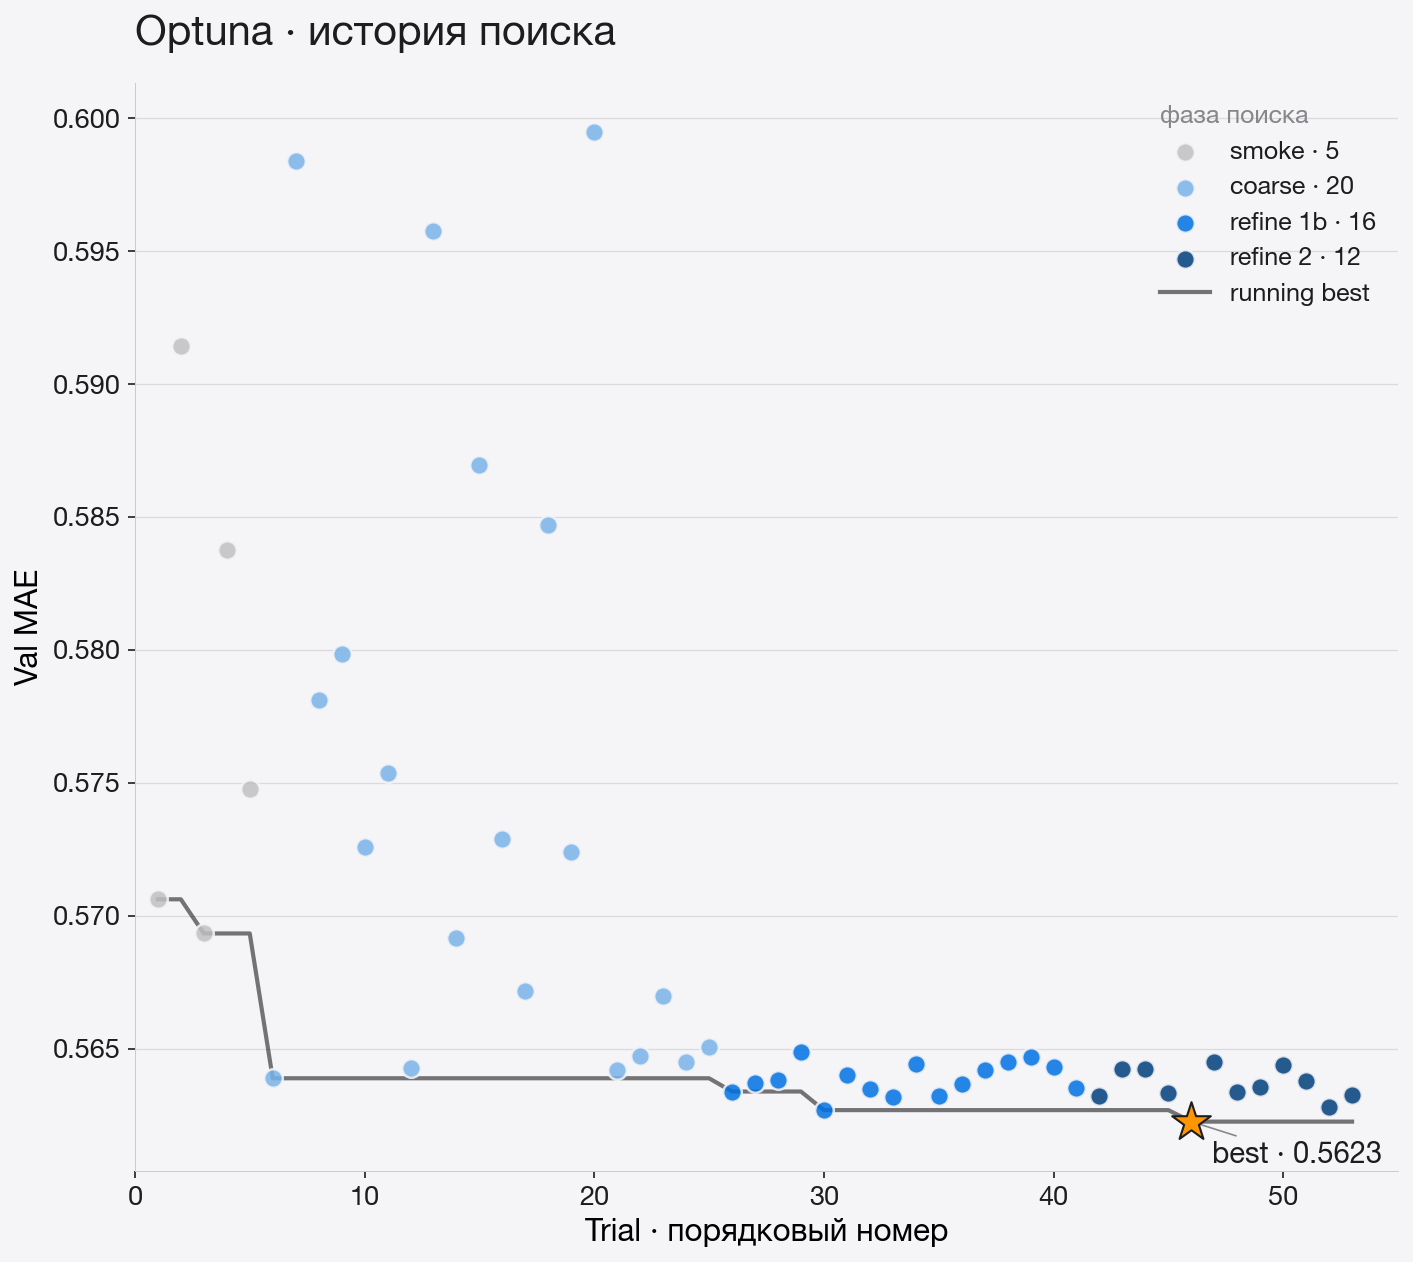 Optuna · история поиска
0.600
0.595
0.590
0.585
0.580
0.575
0.570
0.565
Val MAE
фаза поиска
smoke · 5
coarse · 20
refine 1b · 16
refine 2 · 12
running best
best · 0.5623
0 10 20 30 40 50
Trial · порядковый номер